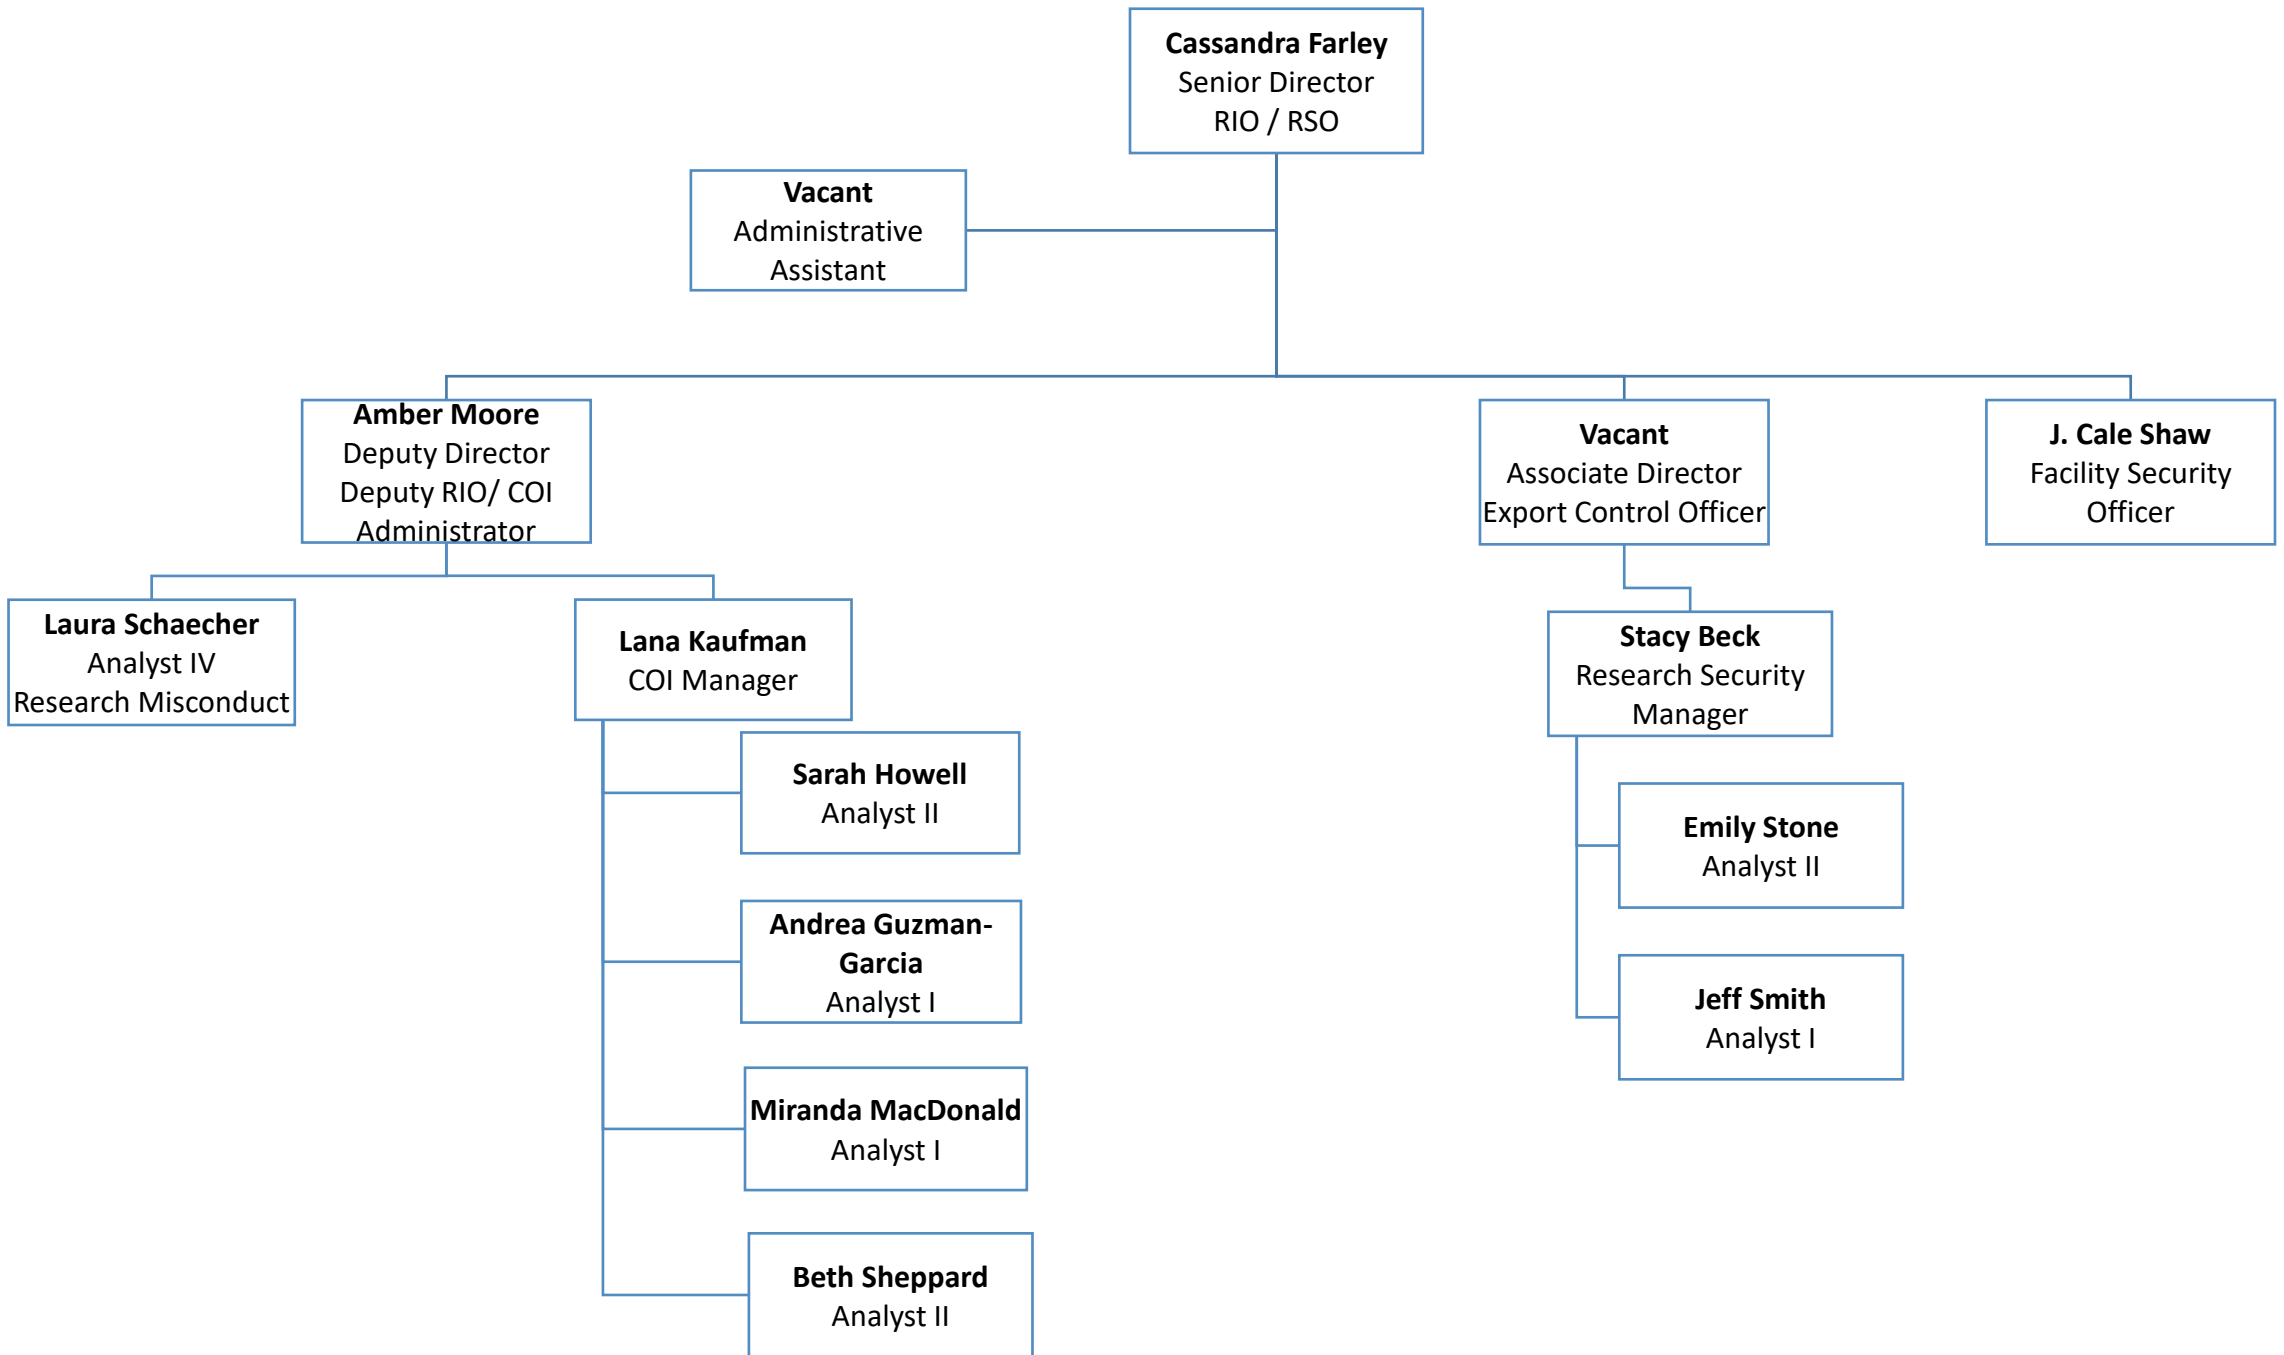 Cassandra Farley
Senior Director
RIO / RSO
Vacant
Administrative
Assistant
Amber Moore
Deputy Director
Deputy RIO/ COI
Administrator
Vacant
Associate Director
Export Control Officer
J. Cale Shaw
Facility Security
Officer
Laura Schaecher
Analyst IV
Research Misconduct
Lana Kaufman
COI Manager
Stacy Beck
Research Security
Manager
Sarah Howell
Analyst II
Andrea Guzman-
Garcia
Analyst I
Miranda MacDonald
Analyst I
Beth Sheppard
Analyst II
Emily Stone
Analyst II
Jeff Smith
Analyst I